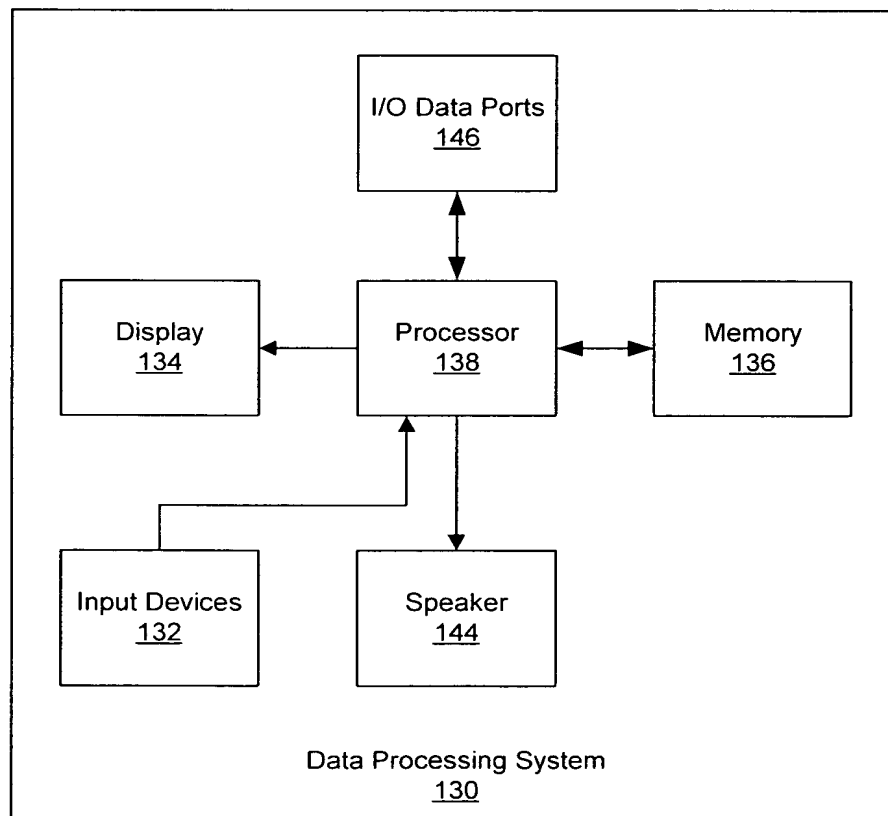 I/O Data Ports
146
Display
134
Processor
138
Memory
136
Input Devices
132
Speaker
144
Data Processing System
130